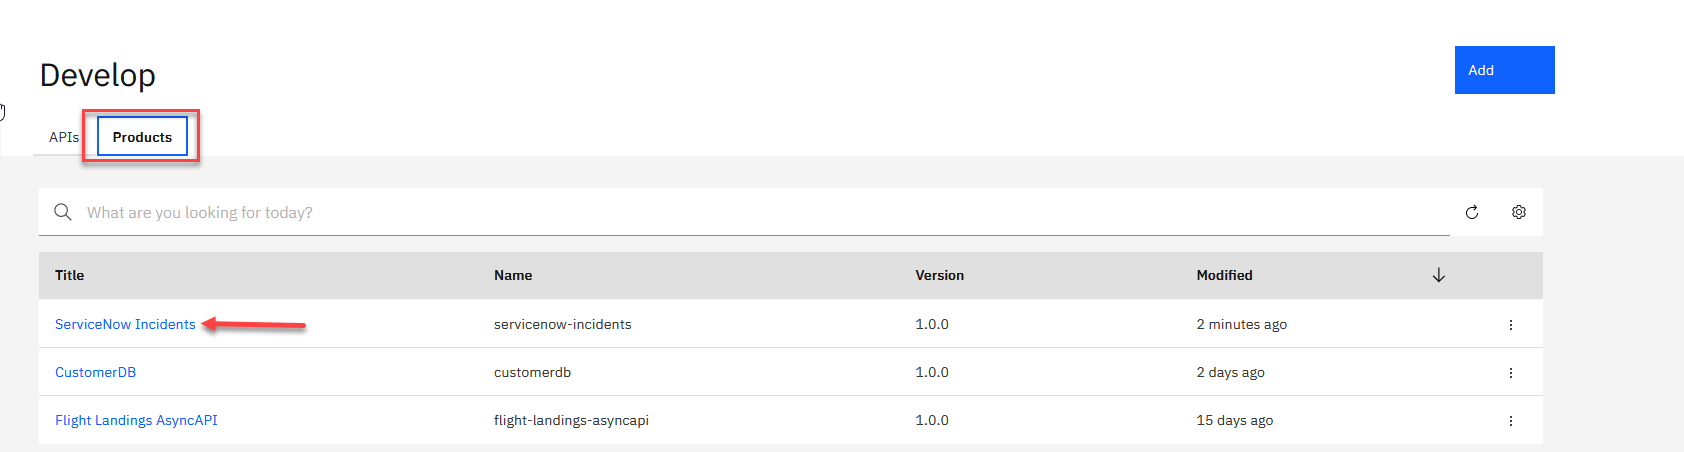 Develop
Add
APIs Products
What are you looking for today?
Title Name Version Modified
ServiceNow Incidents servicenow-incidents 1.0.0 2 minutes ago
CustomerDB customerdb 1.0.0 2 days ago
Flight Landings AsyncAPI flight-landings-asyncapi 1.0.0 15 days ago